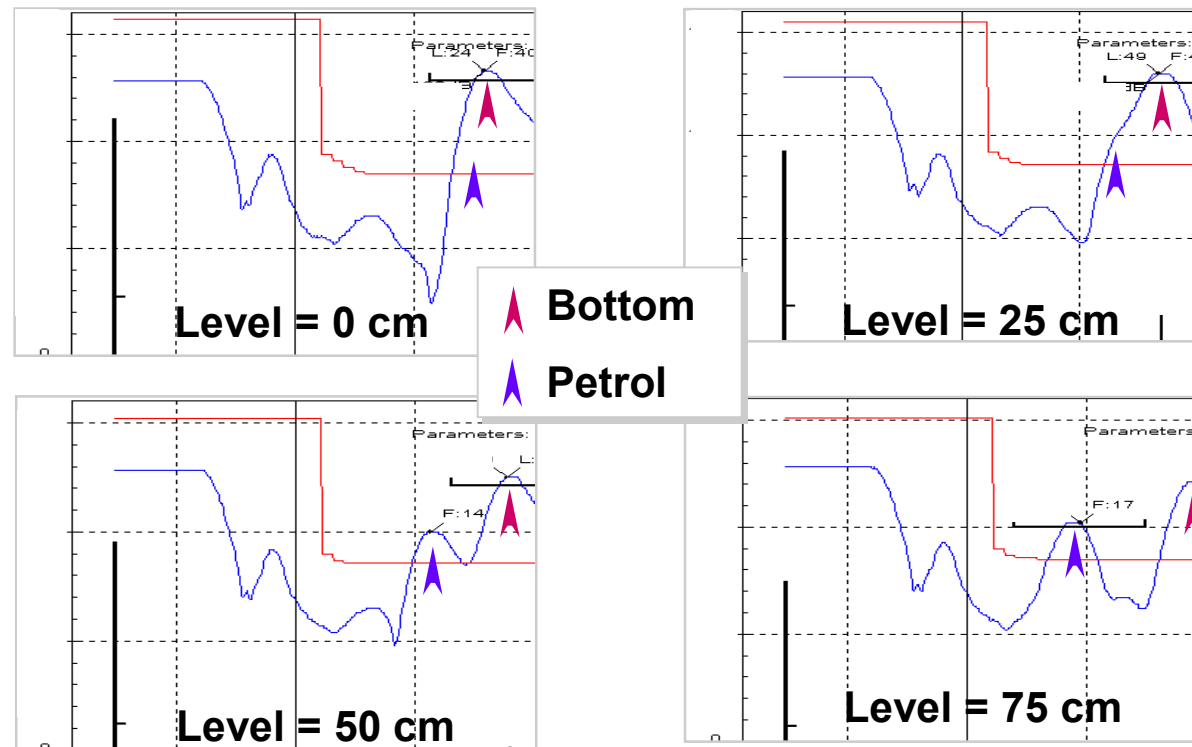 Parameters:
L:24 F:40
Level = 0 cm
Parameters:
L:49
Level = 25 cm
Bottom
Petrol
Parameters:
L:
F:14
Level = 50 cm
Parameters
F:17
Level = 75 cm